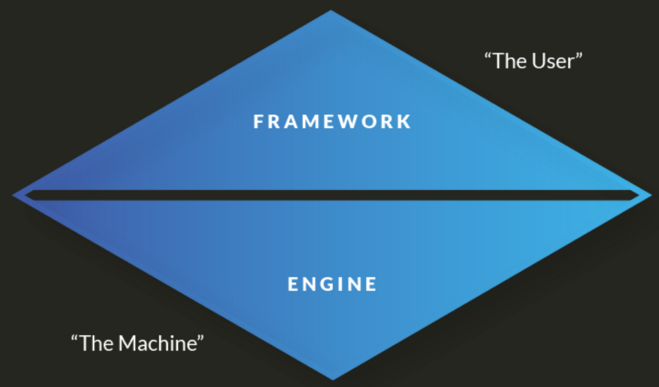 “The User”
FRAMEWORK
ENGINE
“The Machine”